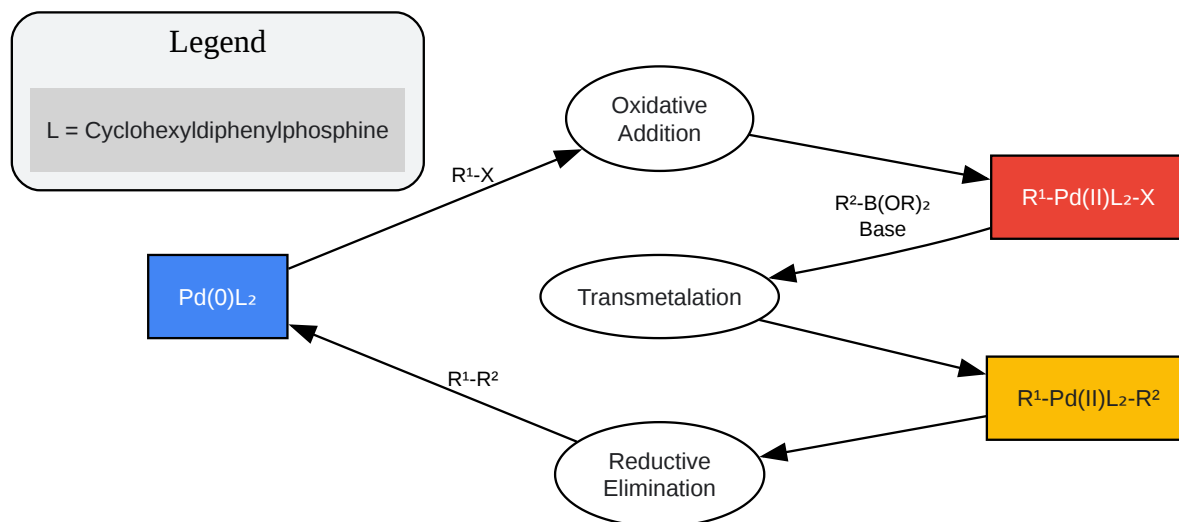 Legend
L = Cyclohexyldiphenylphosphine
Oxidative
Addition
R¹-X
R¹-Pd(II)L₂-X
R²-B(OR)₂
Base
Pd(0)L₂
Transmetalation
R¹-R²
R¹-Pd(II)L₂-R²
Reductive
Elimination